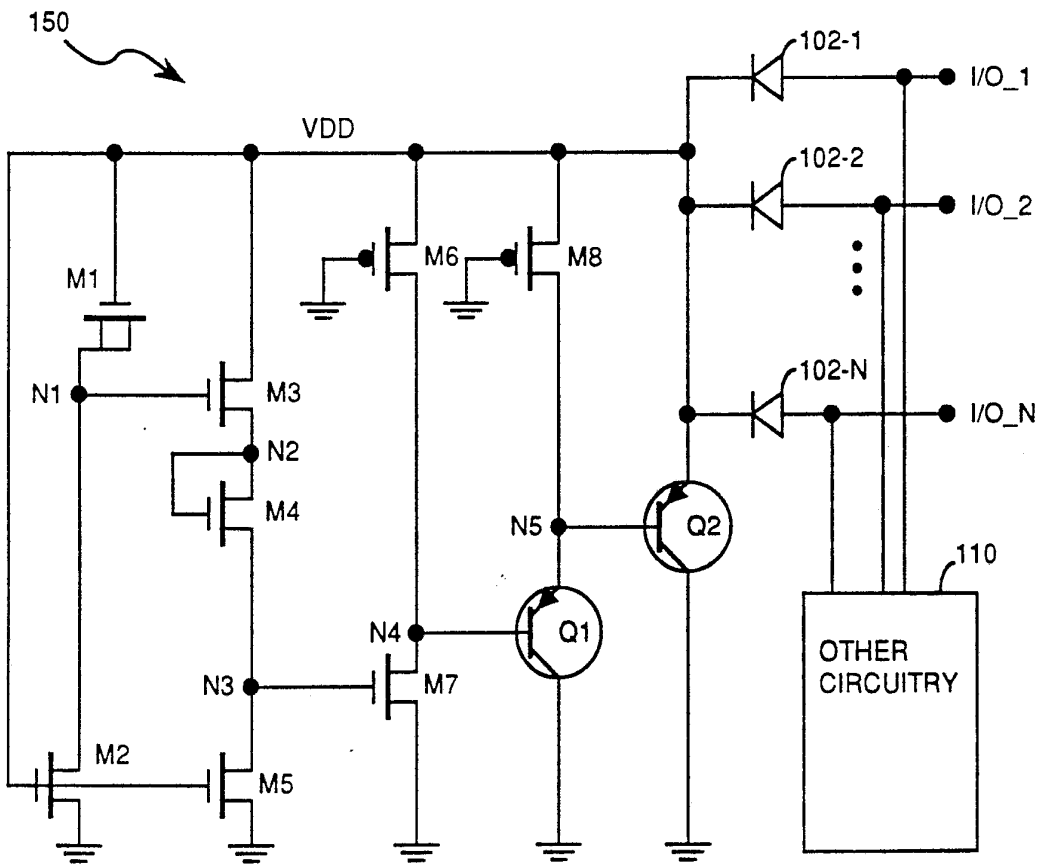 150
102-1
I/O_1
VDD
102-2
I/O_2
M6
M8
M1
102-N
N1
M3
I/O_N
N2
M4
N5
Q2
110
N4
Q1
OTHER
CIRCUITRY
N3
M7
M2
M5